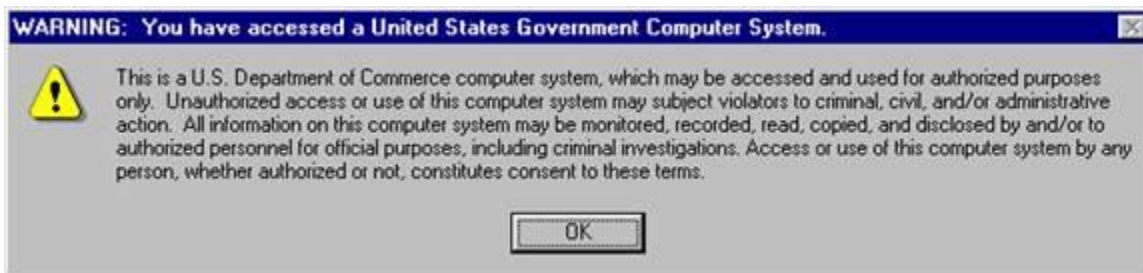 WARNING:  You have accessed a United States Government Computer System.
This is a U.S. Department of Commerce computer system, which may be accessed and used for authorized purposes
only.  Unauthorized access or use of this computer system may subject violators to criminal, civil, and/or administrative
action.  All information on this computer system may be monitored, recorded, read, copied, and disclosed by and/or to
authorized personnel for official purposes, including criminal investigations. Access or use of this computer system by any
person, whether authorized or not, constitutes consent to these terms.
OK